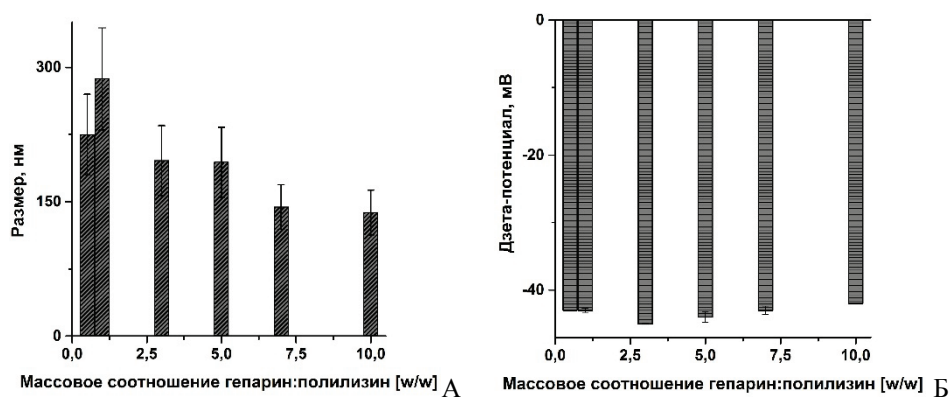 Размер, нм
300
150
0
0,0 2,5 5,0 7,5 10,0
Массовое соотношение гепарин:полилизин [w/w] А
Дзета-потенциал, мВ
0
-20
-40
0,0 2,5 5,0 7,5 10,0
Массовое соотношение гепарин:полилизин [w/w] Б